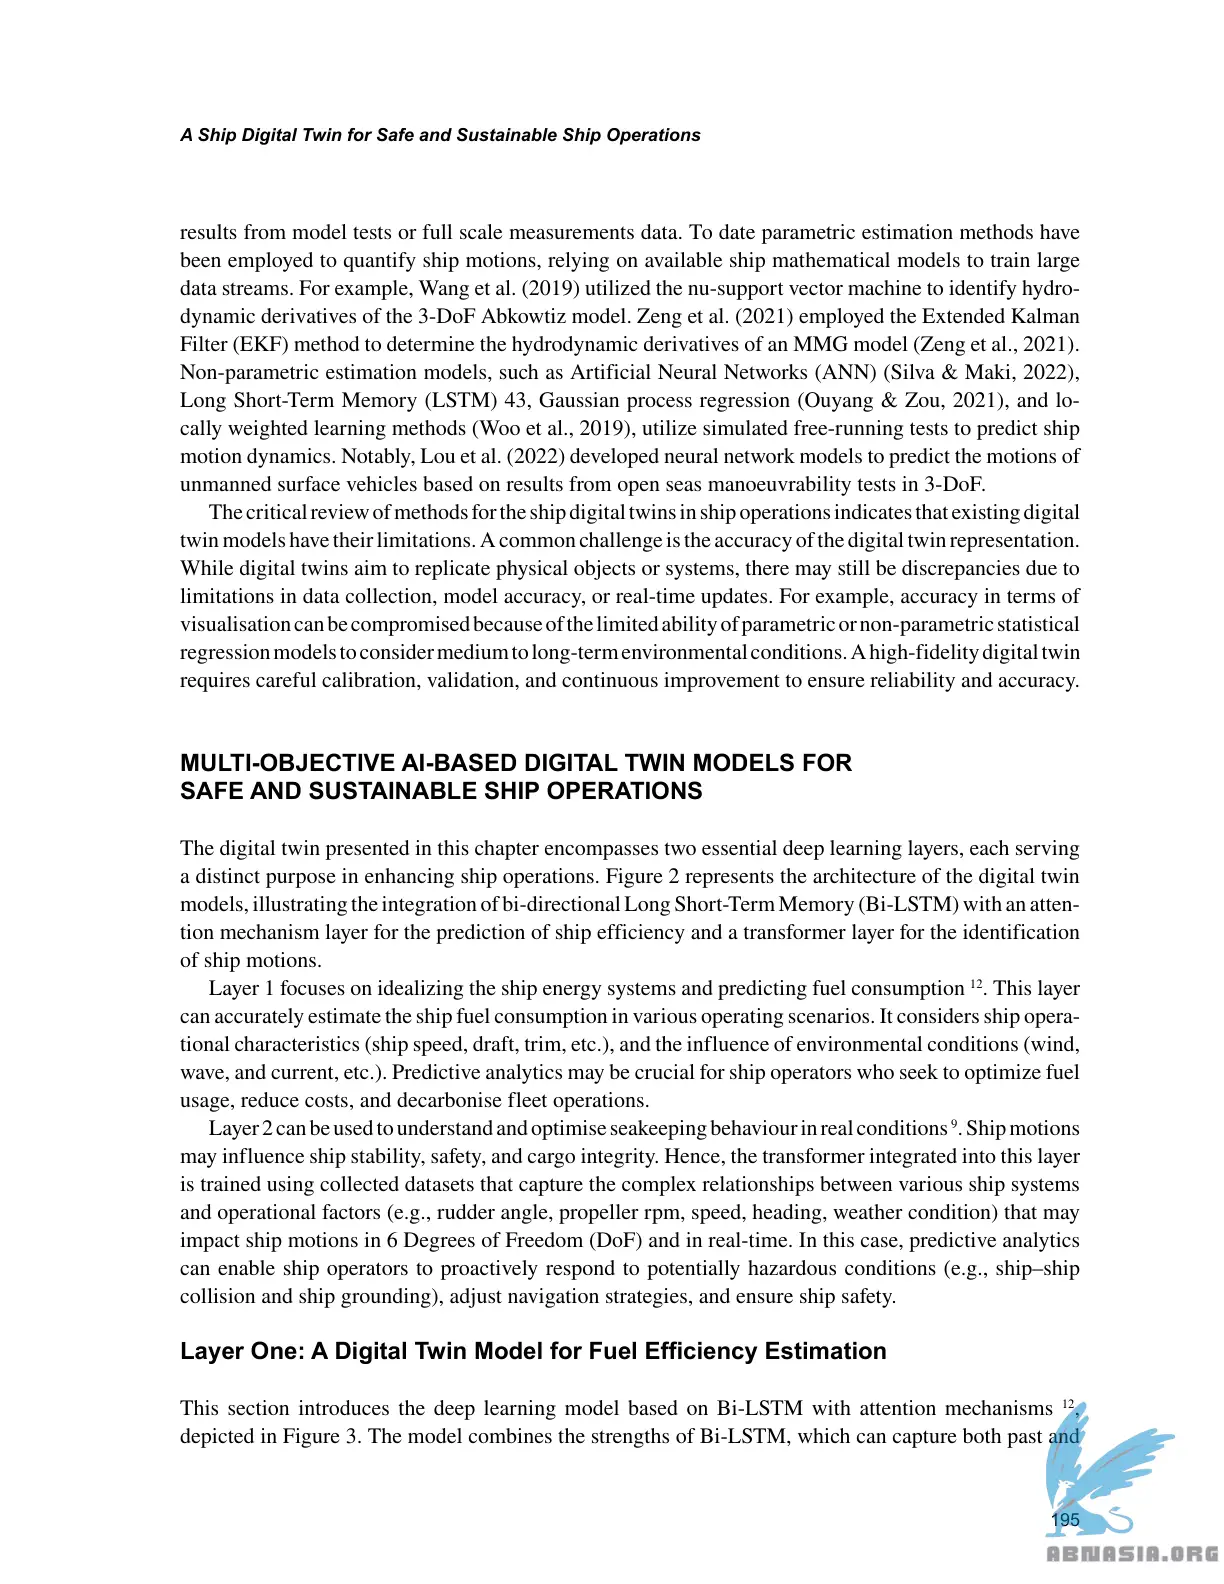 A Ship Digital Twin for Safe and Sustainable Ship Operations
results from model tests or full scale measurements data. To date parametric estimation methods have
been employed to quantify ship motions, relying on available ship mathematical models to train large
data streams. For example, Wang et al. (2019) utilized the nu-support vector machine to identify hydro-
dynamic derivatives of the 3-DoF Abkowtiz model. Zeng et al. (2021) employed the Extended Kalman
Filter (EKF) method to determine the hydrodynamic derivatives of an MMG model (Zeng et al., 2021).
Non-parametric estimation models, such as Artificial Neural Networks (ANN) (Silva & Maki, 2022),
Long Short-Term Memory (LSTM) 43, Gaussian process regression (Ouyang & Zou, 2021), and lo-
cally weighted learning methods (Woo et al., 2019), utilize simulated free-running tests to predict ship
motion dynamics. Notably, Lou et al. (2022) developed neural network models to predict the motions of
unmanned surface vehicles based on results from open seas manoeuvrability tests in 3-DoF.
The critical review of methods for the ship digital twins in ship operations indicates that existing digital
twin models have their limitations. A common challenge is the accuracy of the digital twin representation.
While digital twins aim to replicate physical objects or systems, there may still be discrepancies due to
limitations in data collection, model accuracy, or real-time updates. For example, accuracy in terms of
visualisation can be compromised because of the limited ability of parametric or non-parametric statistical
regression models to consider medium to long-term environmental conditions. A high-fidelity digital twin
requires careful calibration, validation, and continuous improvement to ensure reliability and accuracy.
MULTI-OBJECTIVE AI-BASED DIGITAL TWIN MODELS FOR
SAFE AND SUSTAINABLE SHIP OPERATIONS
The digital twin presented in this chapter encompasses two essential deep learning layers, each serving
a distinct purpose in enhancing ship operations. Figure 2 represents the architecture of the digital twin
models, illustrating the integration of bi-directional Long Short-Term Memory (Bi-LSTM) with an atten-
tion mechanism layer for the prediction of ship efficiency and a transformer layer for the identification
of ship motions.
Layer 1 focuses on idealizing the ship energy systems and predicting fuel consumption 12. This layer
can accurately estimate the ship fuel consumption in various operating scenarios. It considers ship opera-
tional characteristics (ship speed, draft, trim, etc.), and the influence of environmental conditions (wind,
wave, and current, etc.). Predictive analytics may be crucial for ship operators who seek to optimize fuel
usage, reduce costs, and decarbonise fleet operations.
Layer 2 can be used to understand and optimise seakeeping behaviour in real conditions 9. Ship motions
may influence ship stability, safety, and cargo integrity. Hence, the transformer integrated into this layer
is trained using collected datasets that capture the complex relationships between various ship systems
and operational factors (e.g., rudder angle, propeller rpm, speed, heading, weather condition) that may
impact ship motions in 6 Degrees of Freedom (DoF) and in real-time. In this case, predictive analytics
can enable ship operators to proactively respond to potentially hazardous conditions (e.g., ship–ship
collision and ship grounding), adjust navigation strategies, and ensure ship safety.
Layer One: A Digital Twin Model for Fuel Efficiency Estimation
This section introduces the deep learning model based on Bi-LSTM with attention mechanisms 12,
depicted in Figure 3. The model combines the strengths of Bi-LSTM, which can capture both past and
195
ABNASIA.ORG